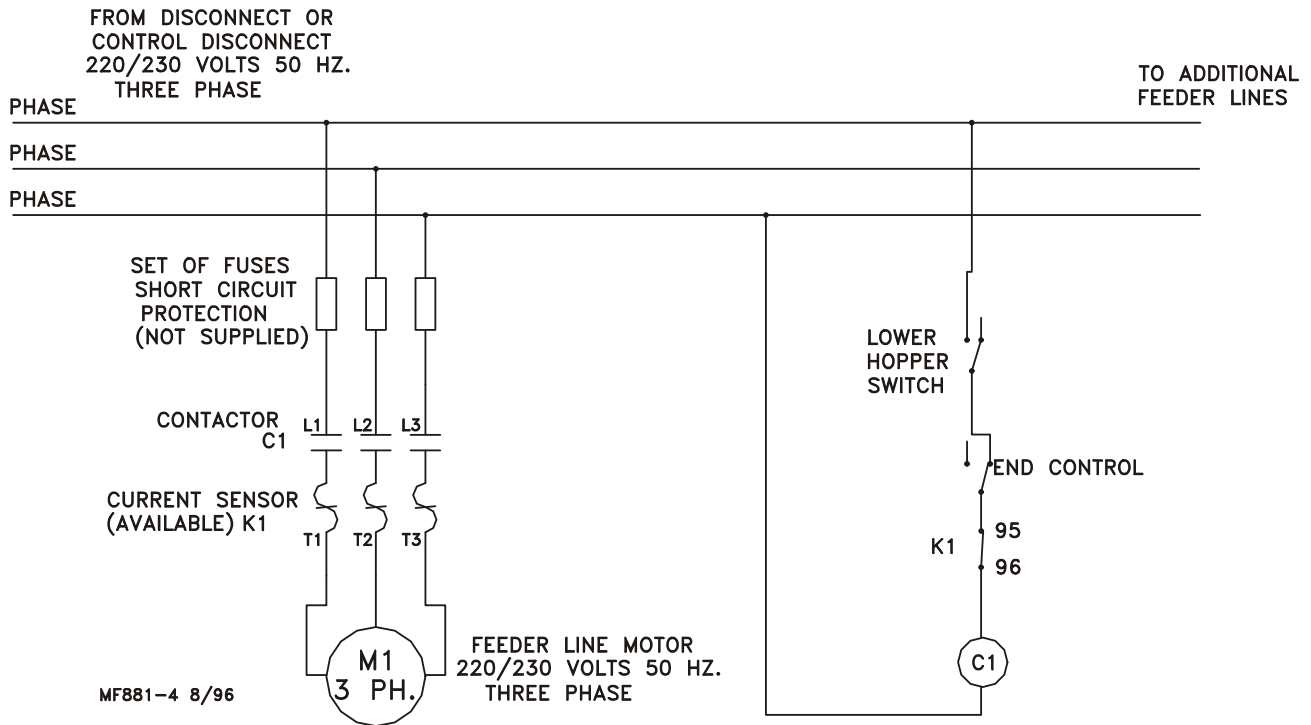 FROM DISCONNECT OR
CONTROL DISCONNECT
220/230 VOLTS 50 HZ.
THREE PHASE
TO ADDITIONAL
FEEDER LINES
PHASE
PHASE
PHASE
SET OF FUSES
SHORT CIRCUIT
PROTECTION
(NOT SUPPLIED)
LOWER
HOPPER
SWITCH
CONTACTOR
C1
L1
L2
L3
END CONTROL
CURRENT SENSOR
(AVAILABLE) K1
T1
T2
T3
K1
95
96
M1
3 PH.
FEEDER LINE MOTOR
220/230 VOLTS 50 HZ.
THREE PHASE
C1
MF881-4 8/96